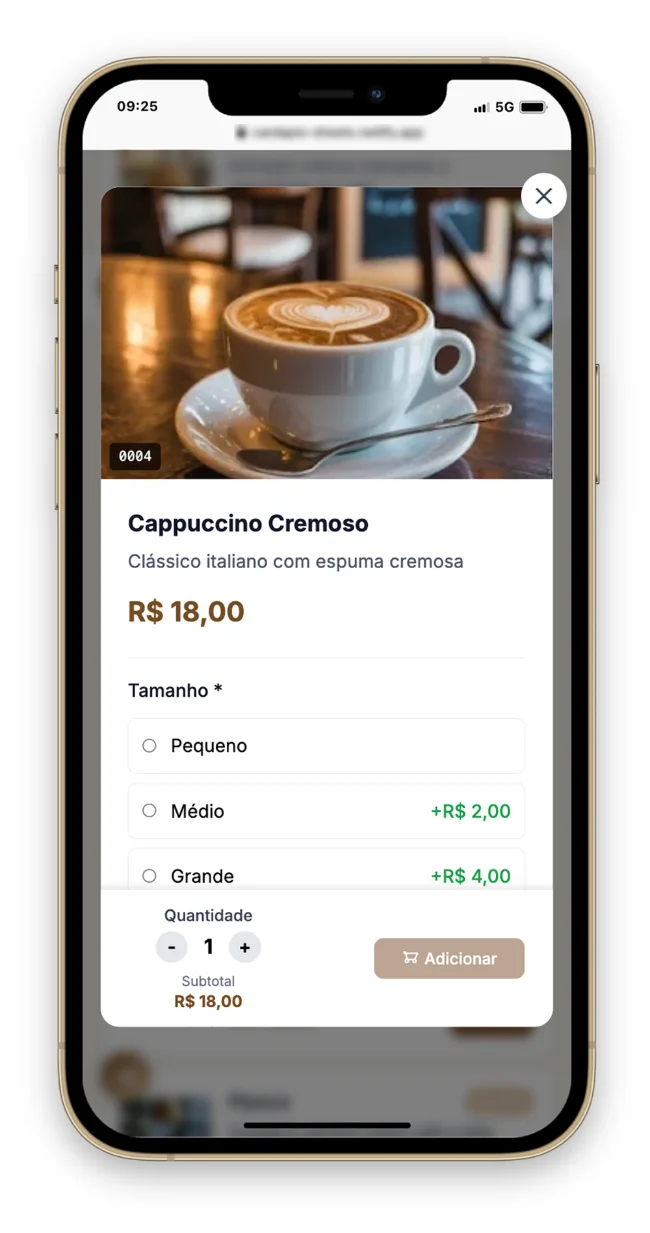 09:25
5G
0004
Cappuccino Cremoso
Clássico italiano com espuma cremosa
R$ 18,00
Tamanho *
Pequeno
Médio +R$ 2,00
Grande +R$ 4,00
Quantidade
- 1 +
Adicionar
Subtotal
R$ 18,00